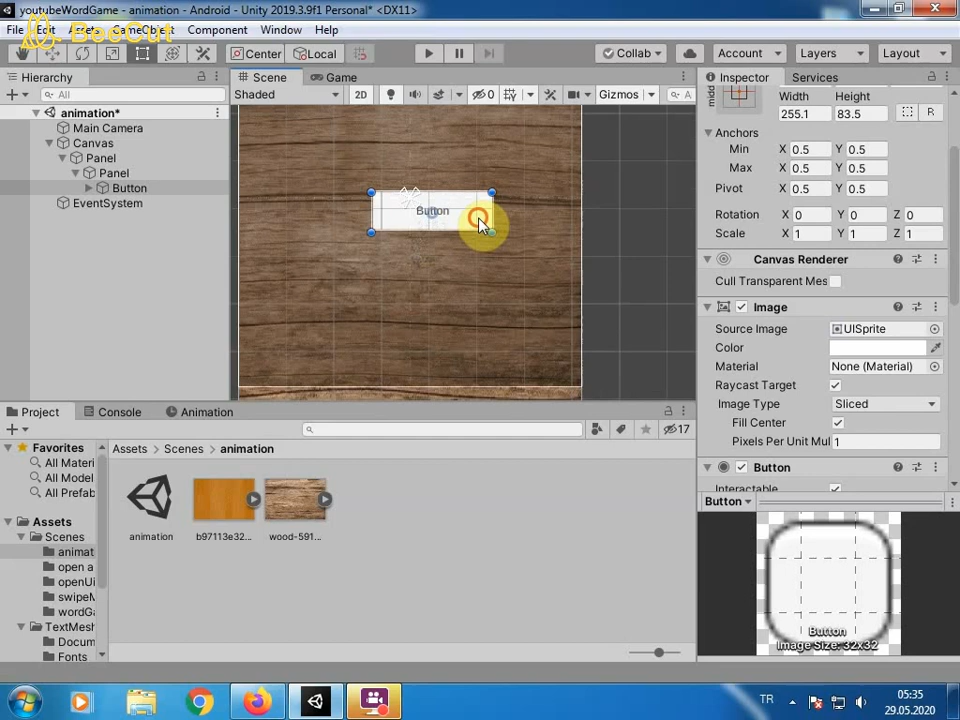 youtubeWordGame - animation - Android - Unity 2019.3.9f1 Personal* <DX11>
File Edit Assets GameObject Component Window Help
BeeCut
Center Local Collab Account Layers Layout
Hierarchy
All
animation*
Main Camera
Canvas
Panel
Panel
Button
EventSystem
Scene Game
Shaded 2D 0 Gizmos A
Button
Inspector Services
midd
Width Height
255.1 83.5 R
Anchors
Min X 0.5 Y 0.5
Max X 0.5 Y 0.5
Pivot X 0.5 Y 0.5
Rotation X 0 Y 0 Z 0
Scale X 1 Y 1 Z 1
Canvas Renderer
Cull Transparent Mes
Image
Source Image UISprite
Color
Material None (Material)
Raycast Target
Image Type Sliced
Fill Center
Pixels Per Unit Mul 1
Button
Interactable
Button
Button
Image Size: 32x32
Project Console Animation
17
Favorites
All Materi
All Model
All Prefab
Assets
Scenes
animat
open a
openUi
swipeM
wordGa
TextMesh
Docum
Fonts
Assets Scenes animation
animation b97113e32... wood-591...
TR 05:35
29.05.2020